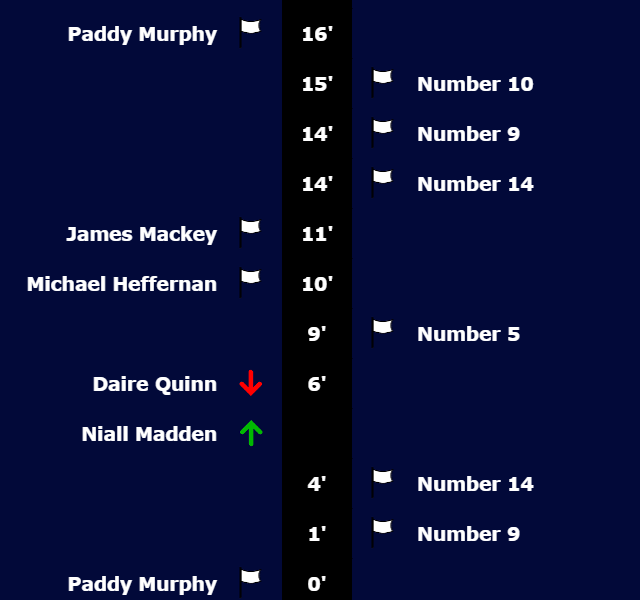 Paddy Murphy 16'
15' Number 10
14' Number 9
14' Number 14
James Mackey 11'
Michael Heffernan 10'
9' Number 5
Daire Quinn 6'
Niall Madden
4' Number 14
1' Number 9
Paddy Murphy 0'